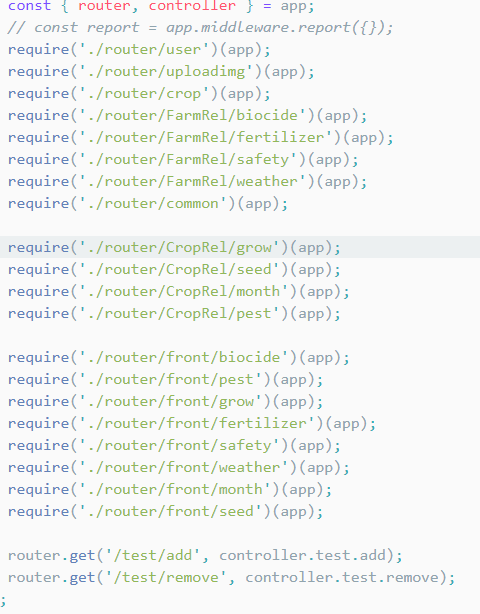 const { router, controller } = app;
// const report = app.middleware.report({});
require('./router/user')(app);
require('./router/uploadimg')(app);
require('./router/crop')(app);
require('./router/FarmRel/biocide')(app);
require('./router/FarmRel/fertilizer')(app);
require('./router/FarmRel/safety')(app);
require('./router/FarmRel/weather')(app);
require('./router/common')(app);
require('./router/CropRel/grow')(app);
require('./router/CropRel/seed')(app);
require('./router/CropRel/month')(app);
require('./router/CropRel/pest')(app);
require('./router/front/biocide')(app);
require('./router/front/pest')(app);
require('./router/front/grow')(app);
require('./router/front/fertilizer')(app);
require('./router/front/safety')(app);
require('./router/front/weather')(app);
require('./router/front/month')(app);
require('./router/front/seed')(app);
router.get('/test/add', controller.test.add);
router.get('/test/remove', controller.test.remove);
;